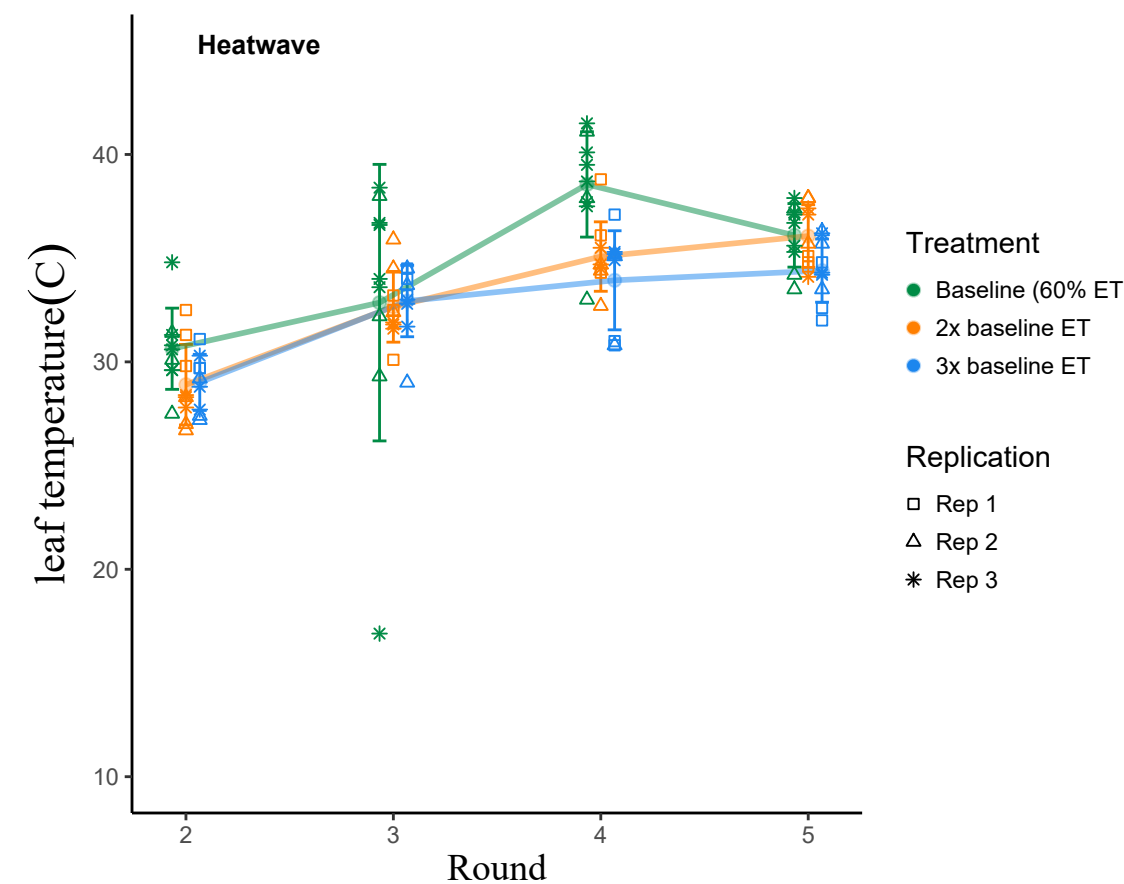 Heatwave
40
30
20
10
leaf temperature(C)
2
3
4
5
Round
Treatment
Baseline (60% ET
2x baseline ET
3x baseline ET
Replication
Rep 1
Rep 2
Rep 3